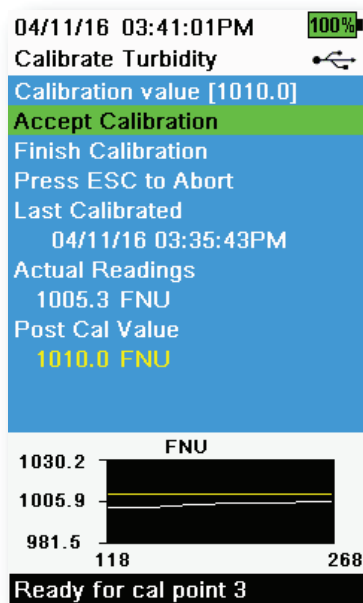 04/11/16 03:41:01PM 100%
Calibrate Turbidity
Calibration value [1010.0]
Accept Calibration
Finish Calibration
Press ESC to Abort
Last Calibrated
04/11/16 03:35:43PM
Actual Readings
1005.3 FNU
Post Cal Value
1010.0 FNU
FNU
1030.2
1005.9
981.5
118 268
Ready for cal point 3